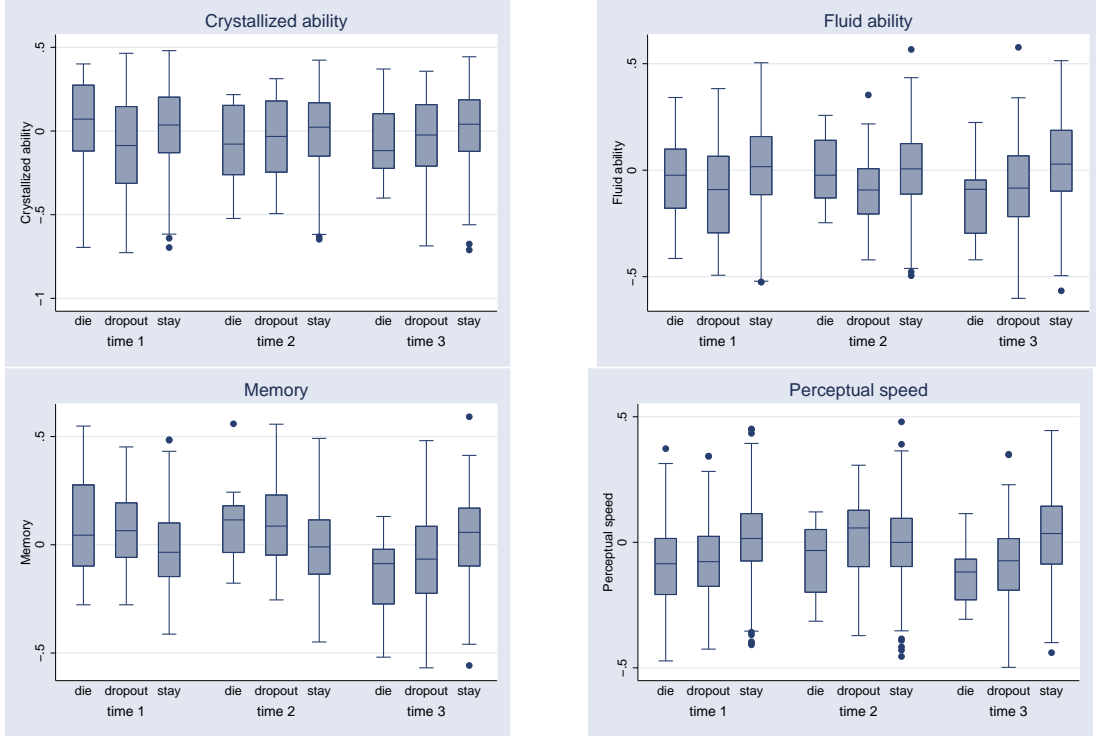 Crystallized ability
Crystallized ability
.5
0
−.5
−1
die dropout stay die dropout stay die dropout stay
time 1 time 2 time 3
Fluid ability
Fluid ability
.5
0
−.5
die dropout stay die dropout stay die dropout stay
time 1 time 2 time 3
Memory
Memory
.5
0
−.5
die dropout stay die dropout stay die dropout stay
time 1 time 2 time 3
Perceptual speed
Perceptual speed
.5
0
−.5
die dropout stay die dropout stay die dropout stay
time 1 time 2 time 3